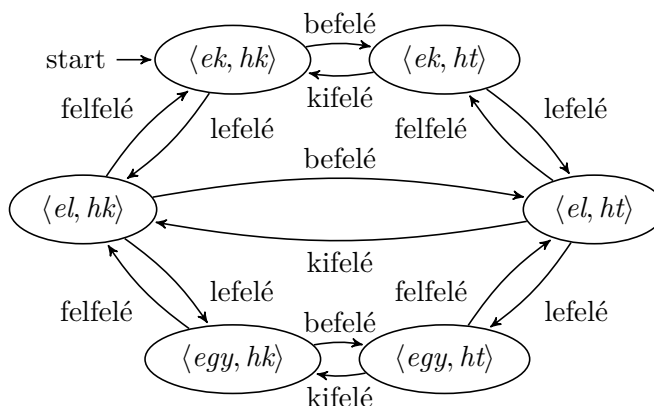 befelé
start ⟨ek, hk⟩ ⟨ek, ht⟩
kifelé
felfelé lefelé felfelé lefelé
befelé
⟨el, hk⟩ ⟨el, ht⟩
kifelé
felfelé lefelé felfelé lefelé
befelé
⟨egy, hk⟩ ⟨egy, ht⟩
kifelé